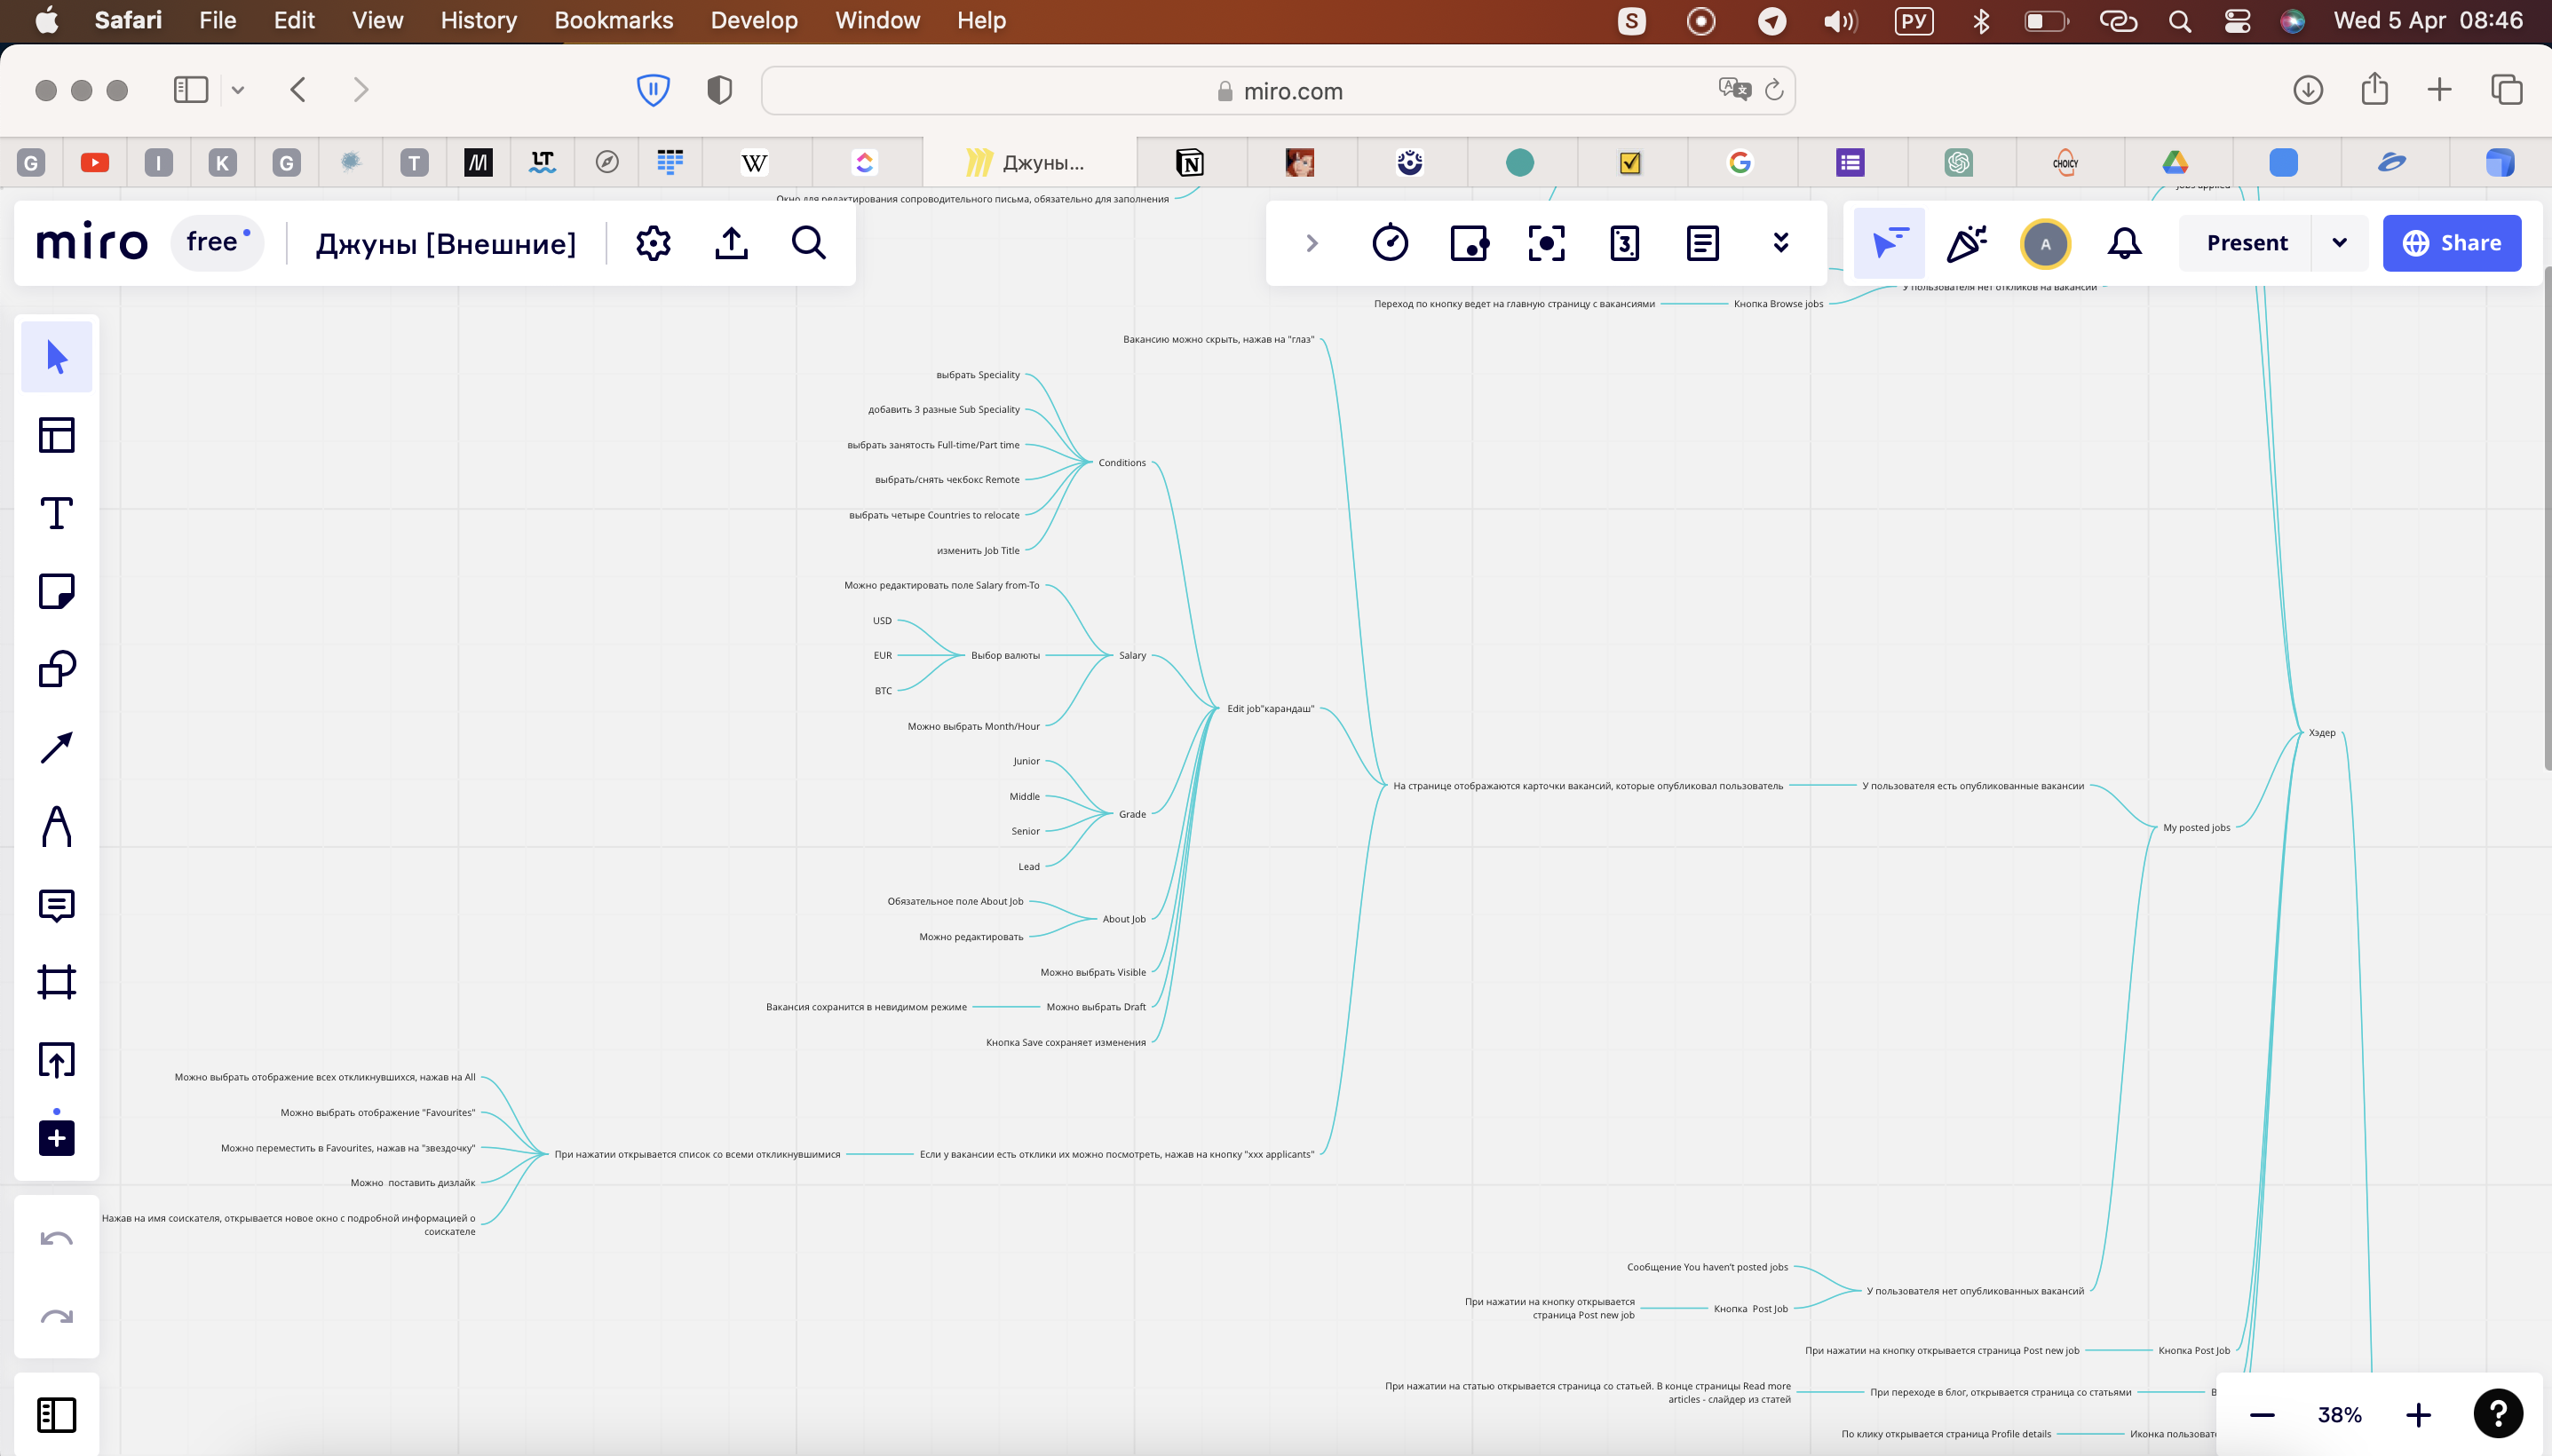 Safari File Edit View History Bookmarks Develop Window Help
S РУ Wed 5 Apr 08:46
miro.com
G I K G T LT W Джуны... N G CHOICY
Окно для редактирования сопроводительного письма, обязательно для заполнения
Jobs applied
miro free Джуны [Внешние]
3 A Present Share
У пользователя нет откликов на вакансии
Переход по кнопку ведет на главную страницу с вакансиями
Кнопка Browse jobs
Вакансию можно скрыть, нажав на "глаз"
выбрать Speciality
добавить 3 разные Sub Speciality
выбрать занятость Full-time/Part time
Conditions
выбрать/снять чекбокс Remote
выбрать четыре Countries to relocate
изменить Job Title
Можно редактировать поле Salary from-To
USD
EUR
Выбор валюты
Salary
BTC
Edit job"карандаш"
Можно выбрать Month/Hour
Хэдер
Junior
На странице отображаются карточки вакансий, которые опубликовал пользователь
У пользователя есть опубликованные вакансии
Middle
Grade
Senior
My posted jobs
Lead
Обязательное поле About Job
About Job
Можно редактировать
Можно выбрать Visible
Вакансия сохранится в невидимом режиме
Можно выбрать Draft
Кнопка Save сохраняет изменения
Можно выбрать отображение всех откликнувшихся, нажав на All
Можно выбрать отображение "Favourites"
Можно переместить в Favourites, нажав на "звездочку"
При нажатии открывается список со всеми откликнувшимися
Если у вакансии есть отклики их можно посмотреть, нажав на кнопку "xxx applicants"
Можно  поставить дизлайк
Нажав на имя соискателя, открывается новое окно с подробной информацией о
соискателе
Сообщение You haven't posted jobs
У пользователя нет опубликованных вакансий
При нажатии на кнопку открывается
страница Post new job
Кнопка  Post Job
При нажатии на кнопку открывается страница Post new job
Кнопка Post Job
При нажатии на статью открывается страница со статьей. В конце страницы Read more
articles - слайдер из статей
При переходе в блог, открывается страница со статьями
38%
?
По клику открывается страница Profile details
Иконка пользоват